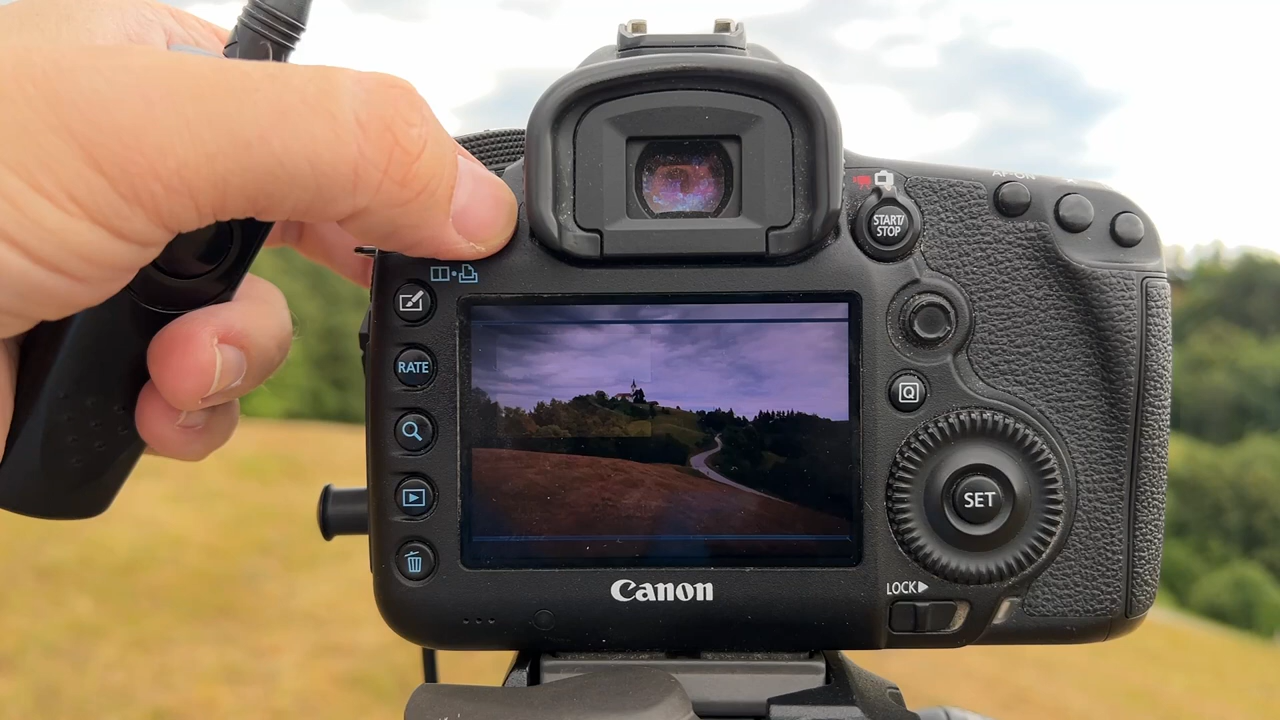 AF-ON
START/
STOP
RATE
Q
SET
LOCK
Canon